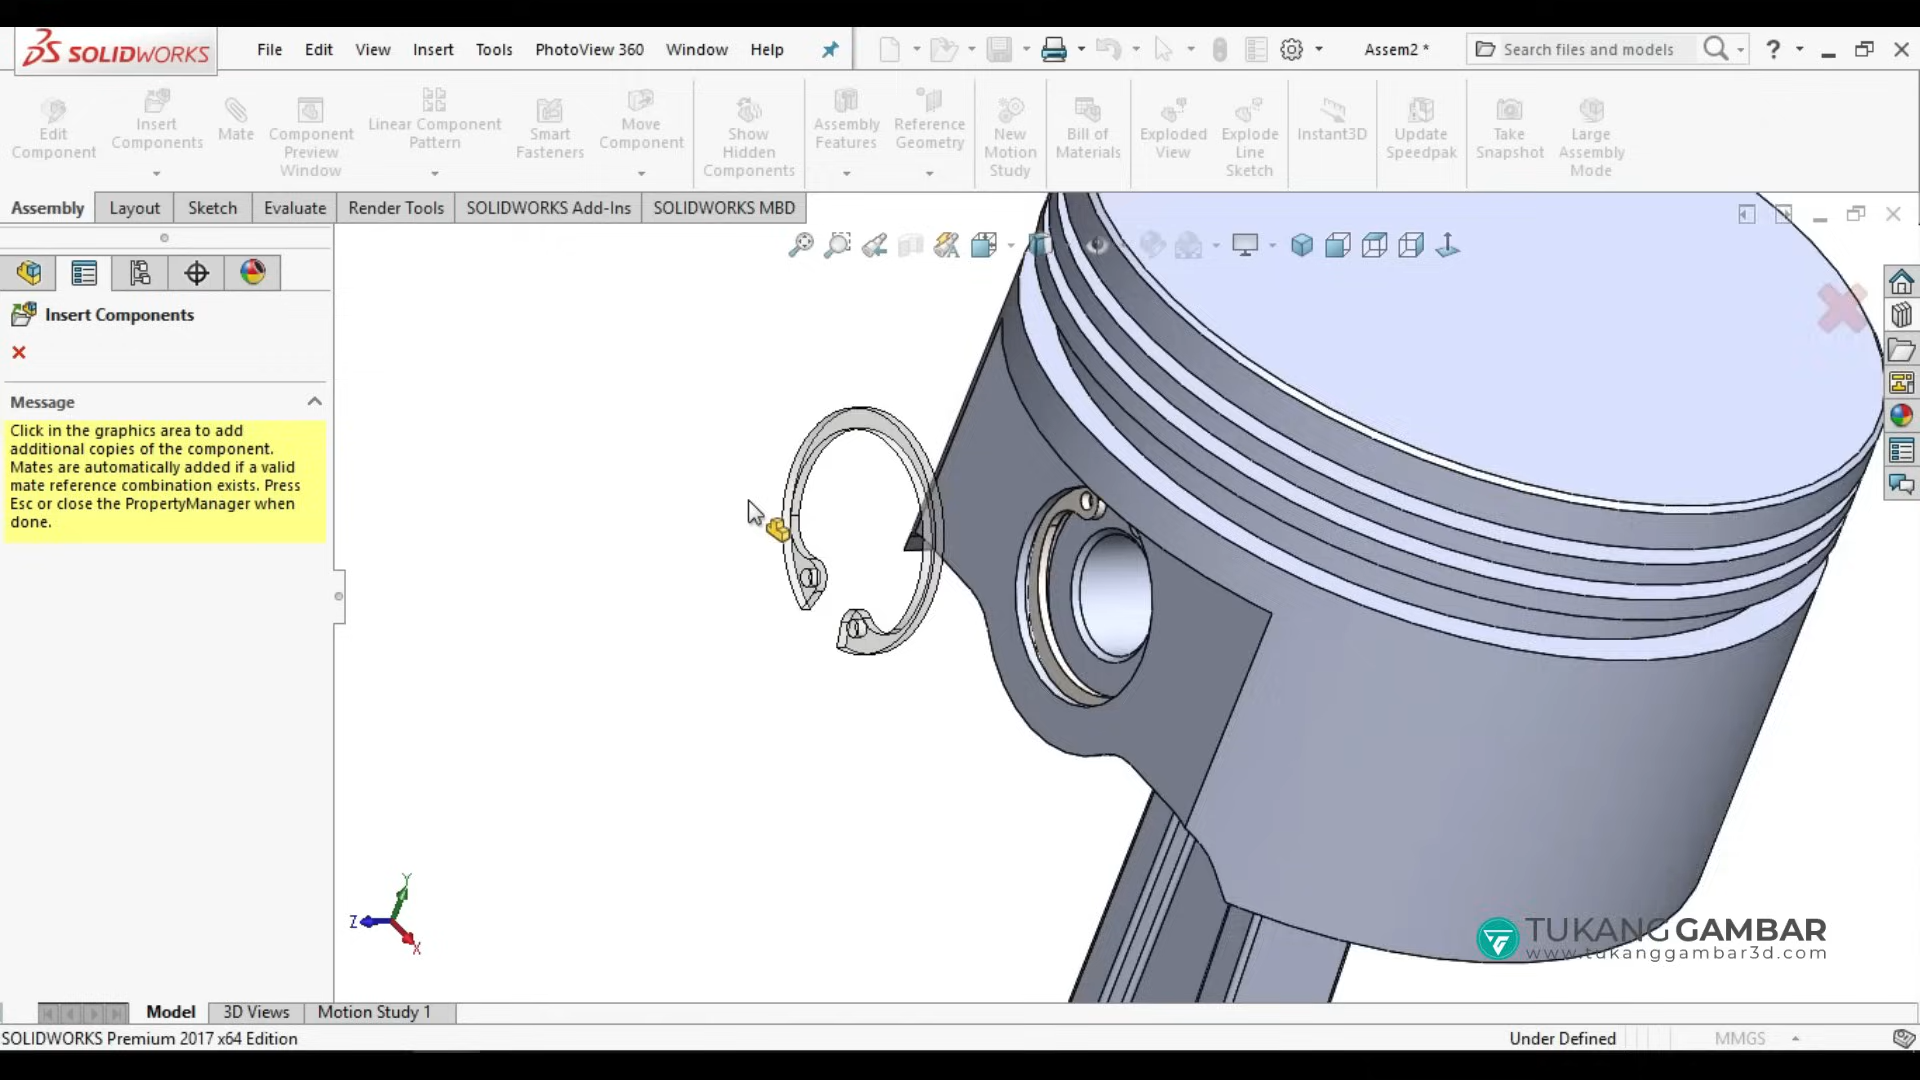 SOLIDWORKS
File Edit View Insert Tools PhotoView 360 Window Help
Assem2 *
Search files and models
?
Edit Component
Insert Components
Mate
Component Preview Window
Linear Component Pattern
Smart Fasteners
Move Component
Show Hidden Components
Assembly Features
Reference Geometry
New Motion Study
Bill of Materials
Exploded View
Explode Line Sketch
Instant3D
Update Speedpak
Take Snapshot
Large Assembly Mode
Assembly Layout Sketch Evaluate Render Tools SOLIDWORKS Add-Ins SOLIDWORKS MBD
Insert Components
Message
Click in the graphics area to add
additional copies of the component.
Mates are automatically added if a valid
mate reference combination exists. Press
Esc or close the PropertyManager when
done.
Y
Z
X
TUKANGGAMBAR
www.tukanggambar3d.com
Model 3D Views Motion Study 1
SOLIDWORKS Premium 2017 x64 Edition
Under Defined
MMGS